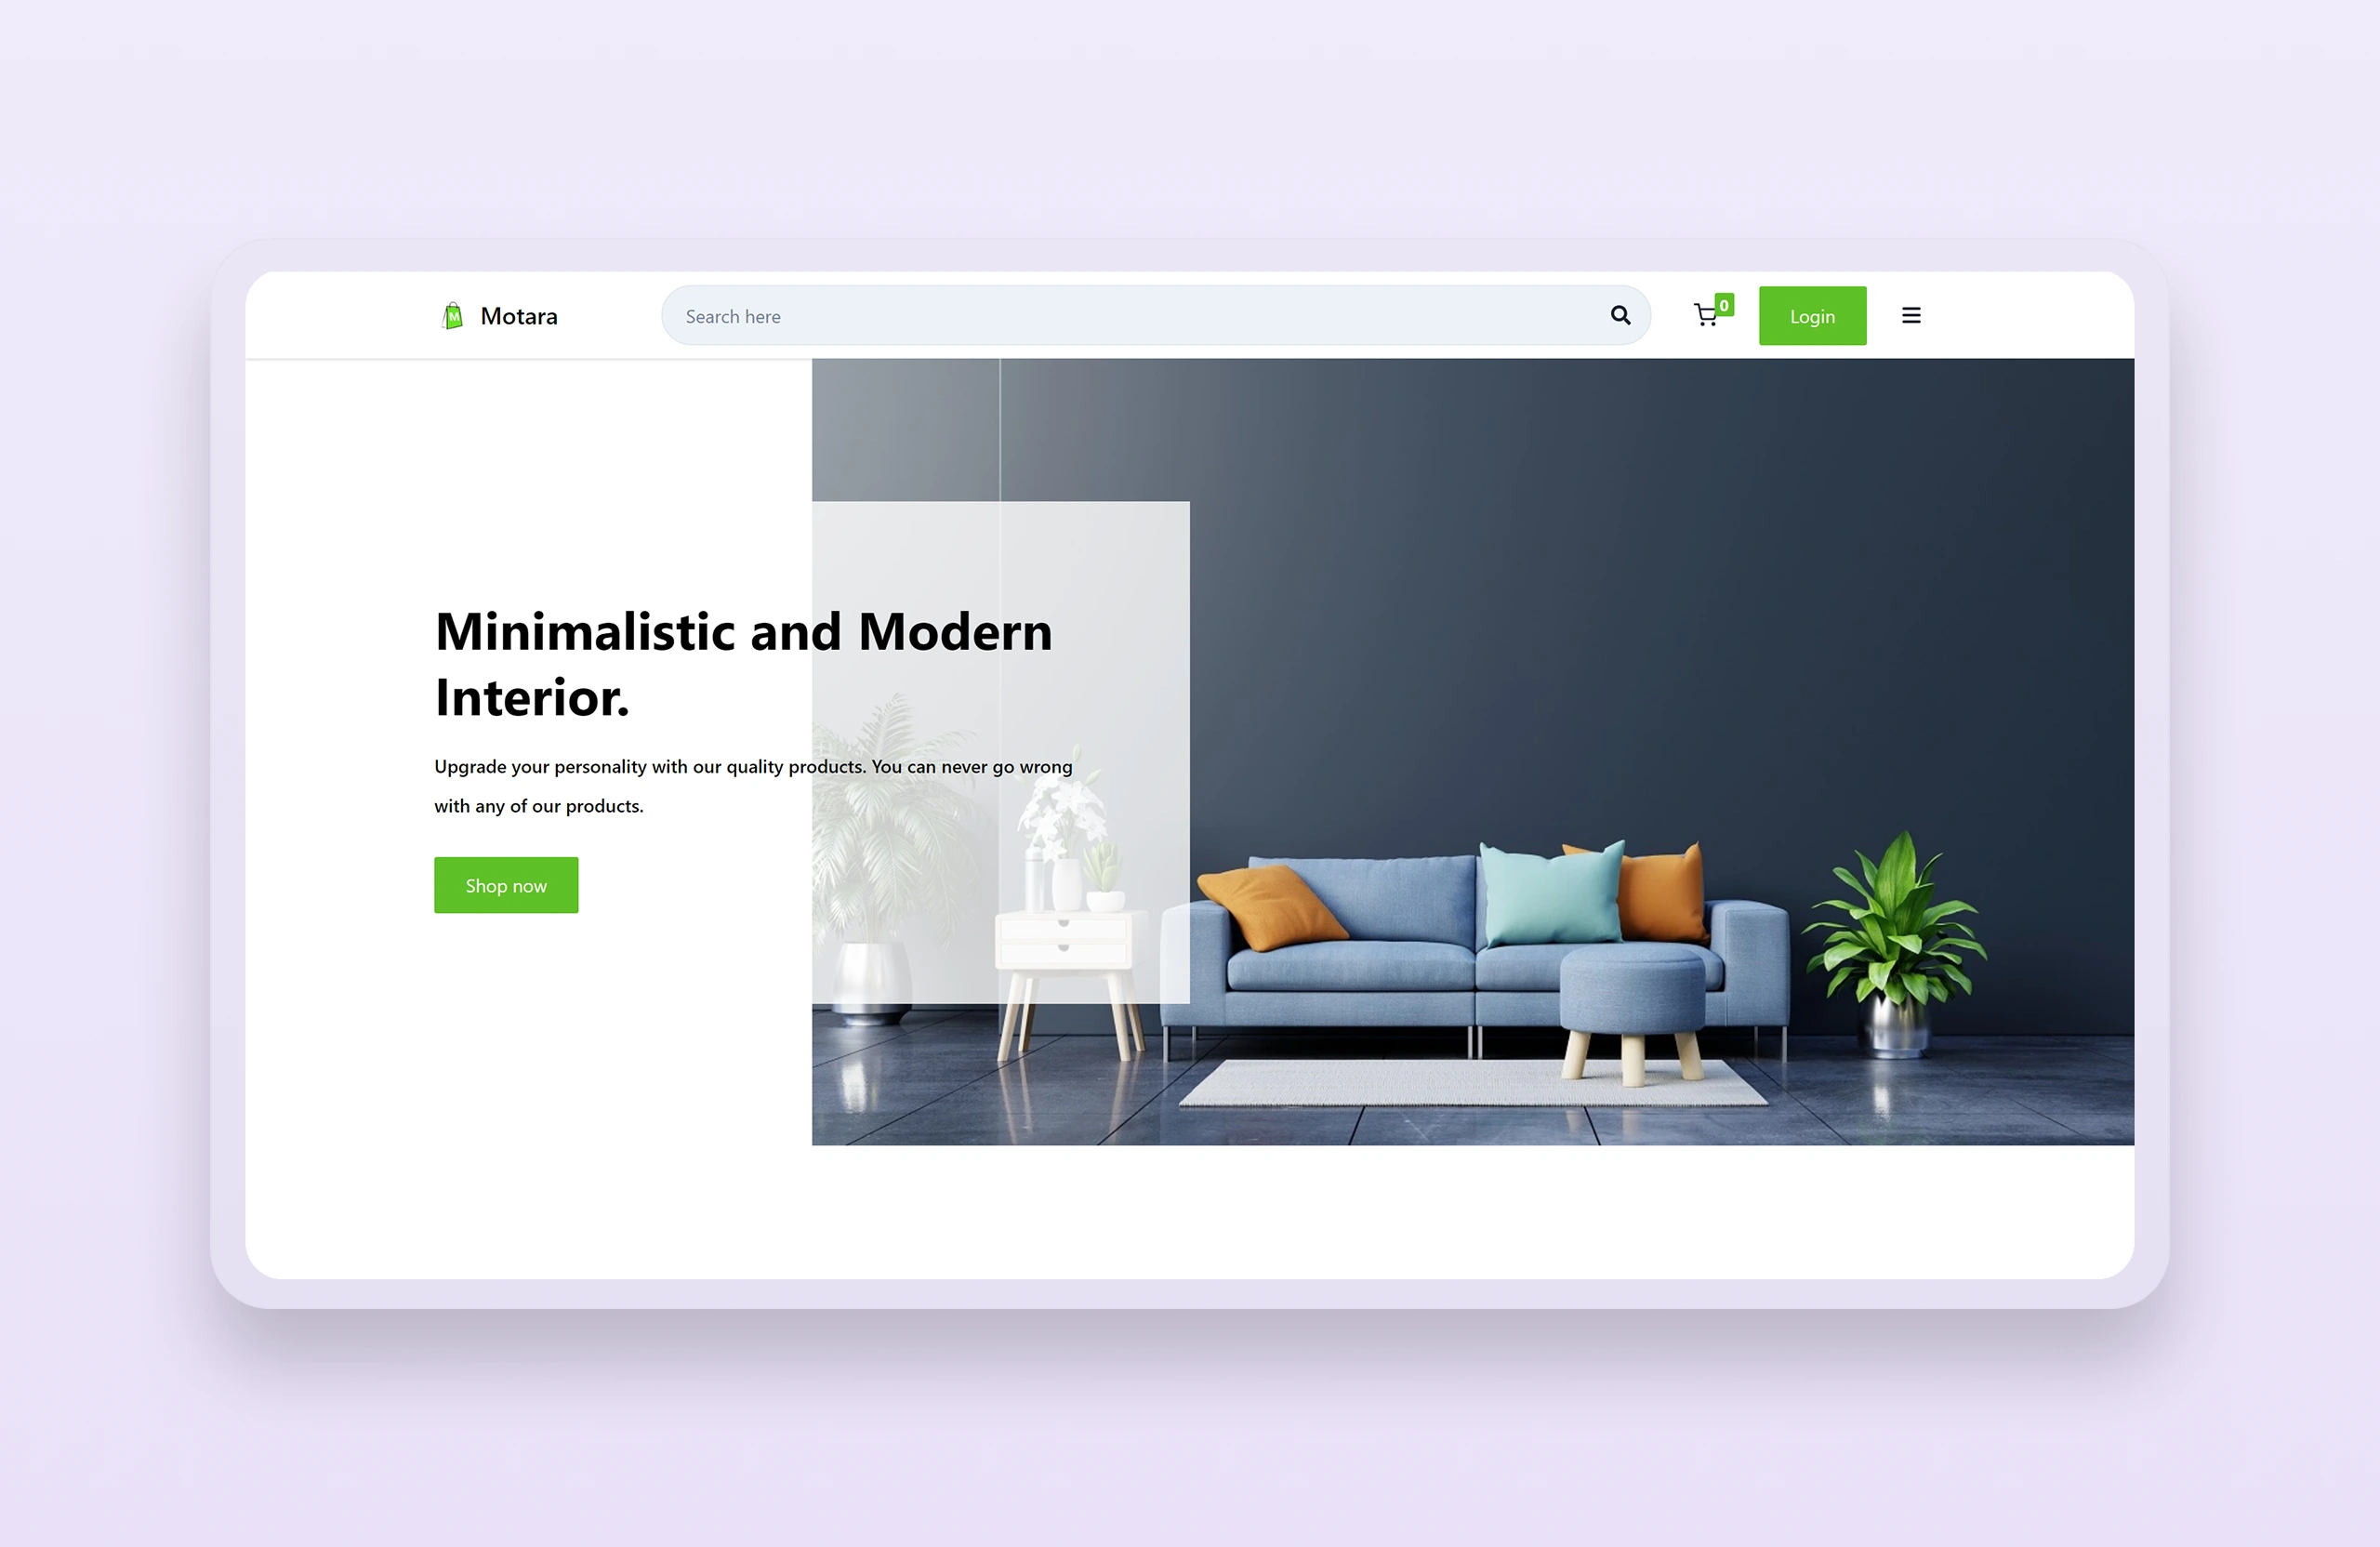 M
Motara
Search here
0
Login
Minimalistic and Modern
Interior.
Upgrade your personality with our quality products. You can never go wrong
with any of our products.
Shop now